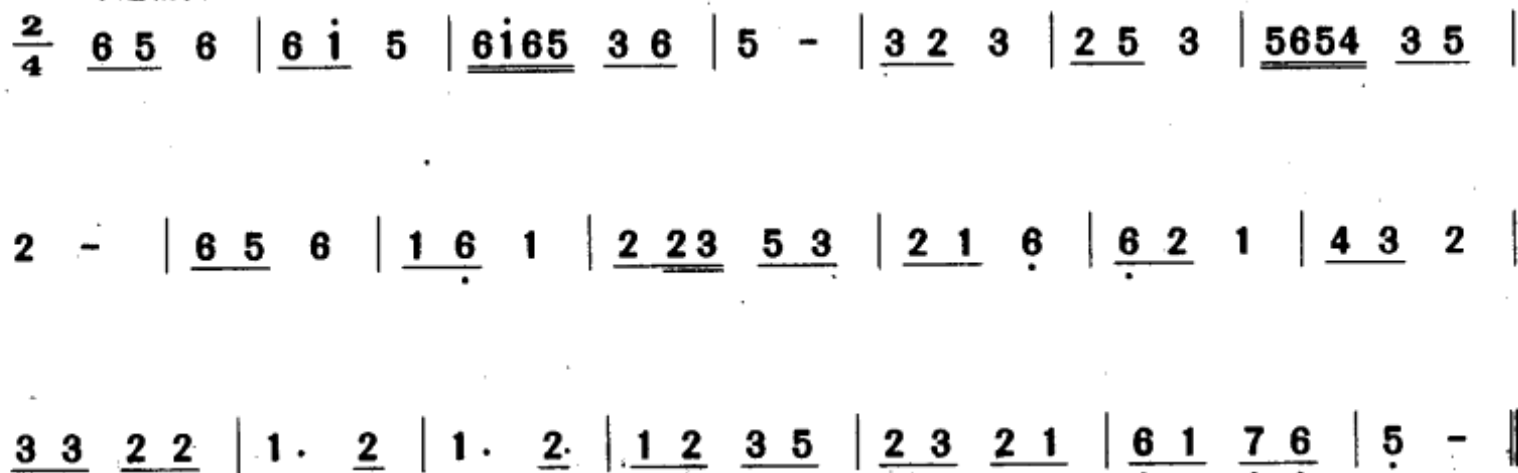 2/4 6 5 6 | 6 i 5 | 6i65 3 6 | 5 - | 3 2 3 | 2 5 3 | 5654 3 5 |
2 - | 6 5 6 | 1 6̣ 1 | 2 23 5 3 | 2 1 6̣ | 6̣ 2 1 | 4 3 2 |
3 3 2 2 | 1. 2 | 1. 2. | 1 2 3 5 | 2 3 2 1 | 6̣ 1 7̣ 6̣ | 5̣ - ‖